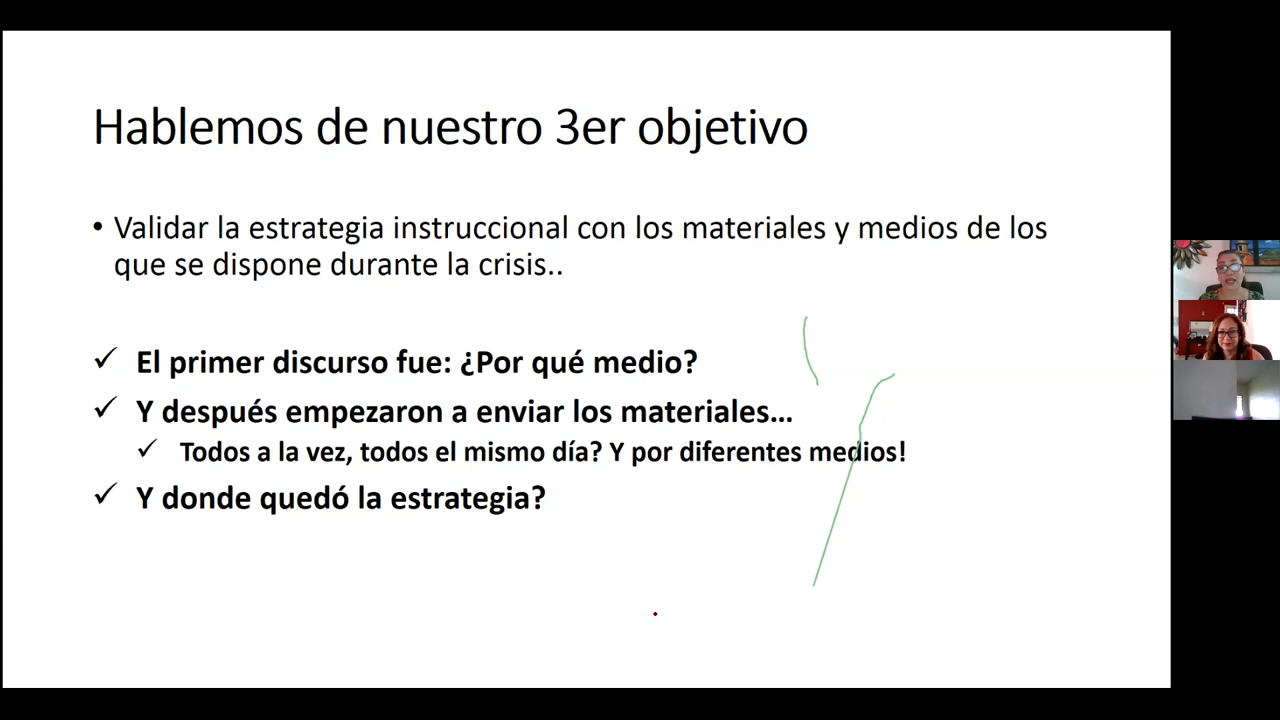 Hablemos de nuestro 3er objetivo
• Validar la estrategia instruccional con los materiales y medios de los
que se dispone durante la crisis..
✓ El primer discurso fue: ¿Por qué medio?
✓ Y después empezaron a enviar los materiales...
✓ Todos a la vez, todos el mismo día? Y por diferentes medios!
✓ Y donde quedó la estrategia?